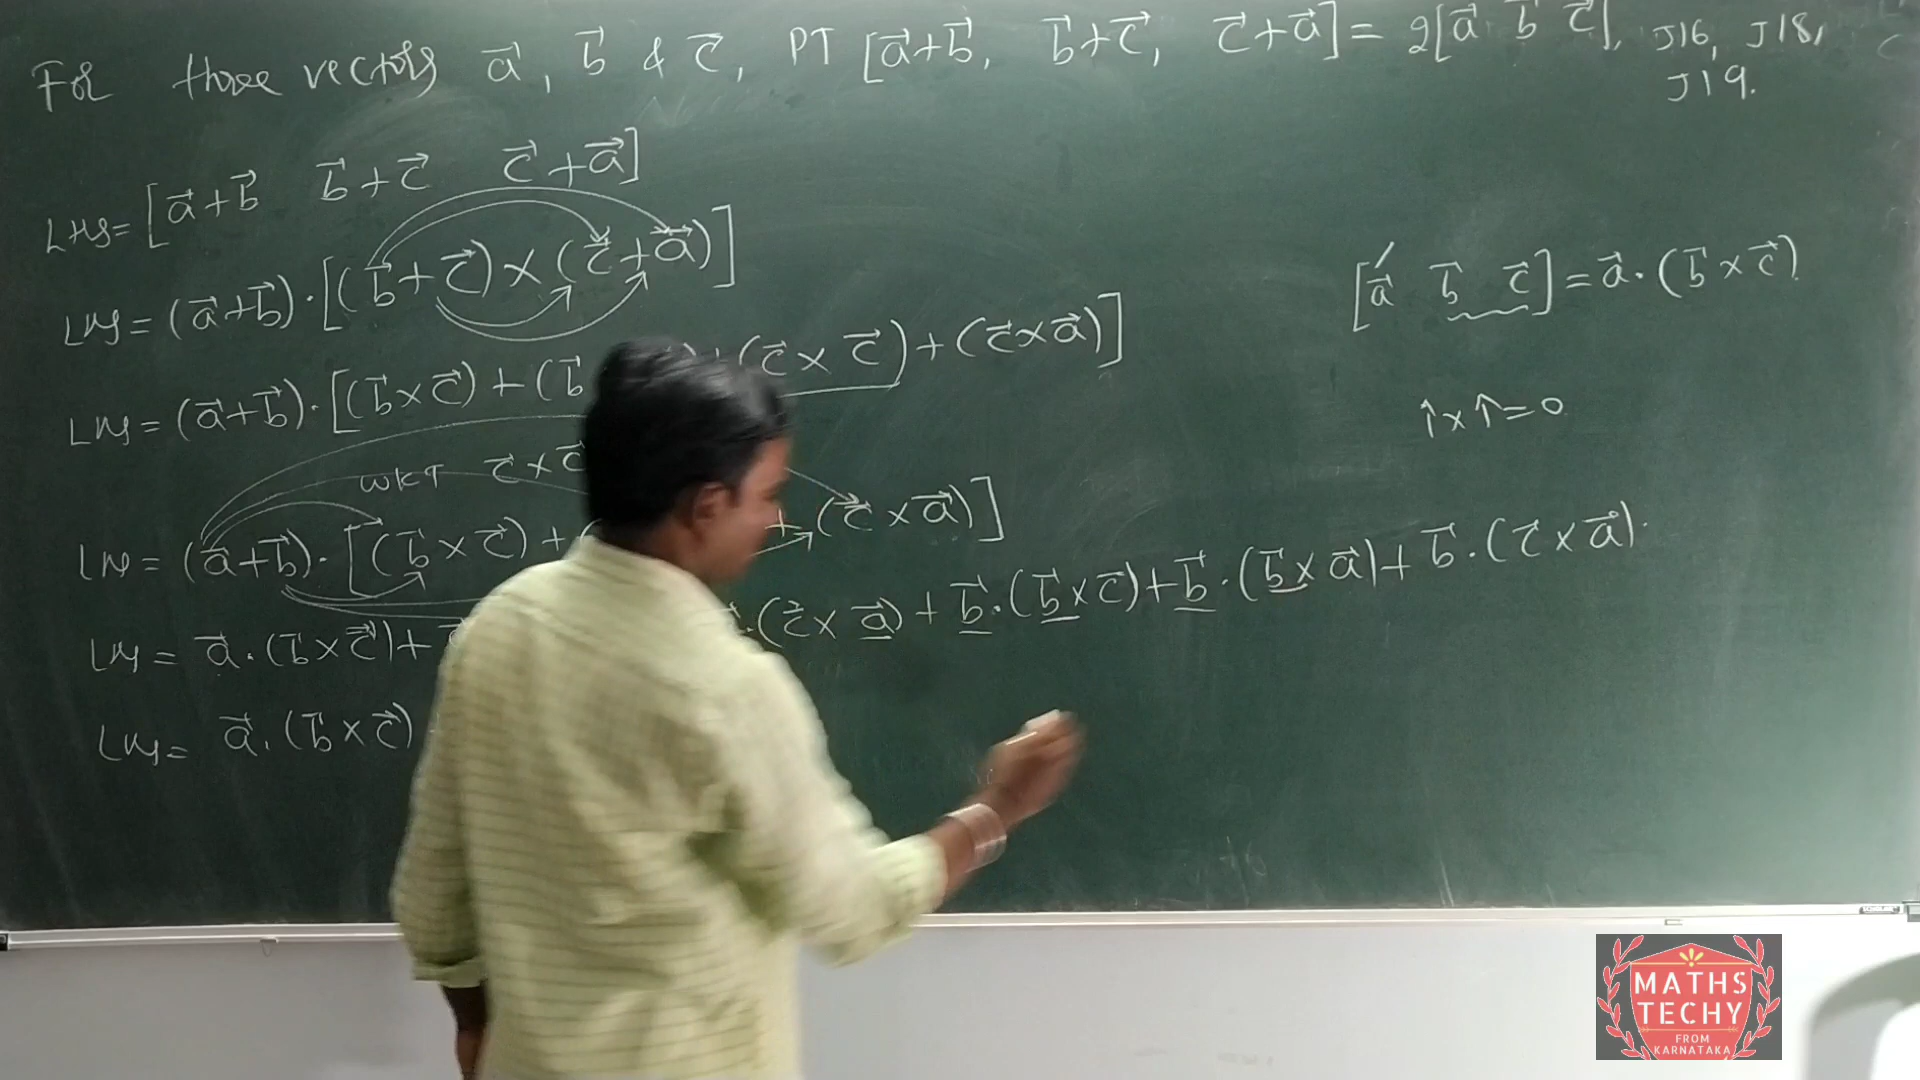 For three vectors a⃗, b⃗ & c⃗, PT [a⃗+b⃗, b⃗+c⃗, c⃗+a⃗] = 2[a⃗ b⃗ c⃗], J16, J18,
J19.
LHS = [a⃗+b⃗ b⃗+c⃗ c⃗+a⃗]
LHS = (a⃗+b⃗)·[(b⃗+c⃗)×(c⃗+a⃗)]
[a⃗ b⃗ c⃗] = a⃗·(b⃗×c⃗)
LHS = (a⃗+b⃗)·[(b⃗×c⃗)+(b⃗ )+(c⃗×c⃗)+(c⃗×a⃗)]
î×î=0
WKT c⃗×c⃗
LHS = (a⃗+b⃗)·[(b⃗×c⃗)+( +(c⃗×a⃗)]
LHS = a⃗·(b⃗×c⃗)+ ·(c⃗×a⃗)+b⃗·(b⃗×c⃗)+b⃗·(b⃗×a⃗)+b⃗·(c⃗×a⃗)
LHS = a⃗·(b⃗×c⃗)
MATHS
TECHY
FROM
KARNATAKA